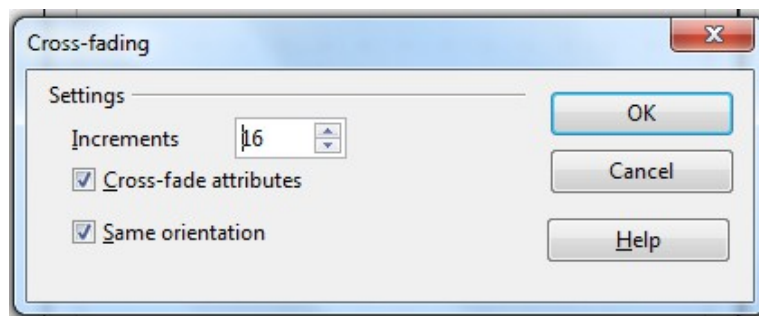 Cross-fading
Settings
Increments 16
Cross-fade attributes
Same orientation
OK
Cancel
Help